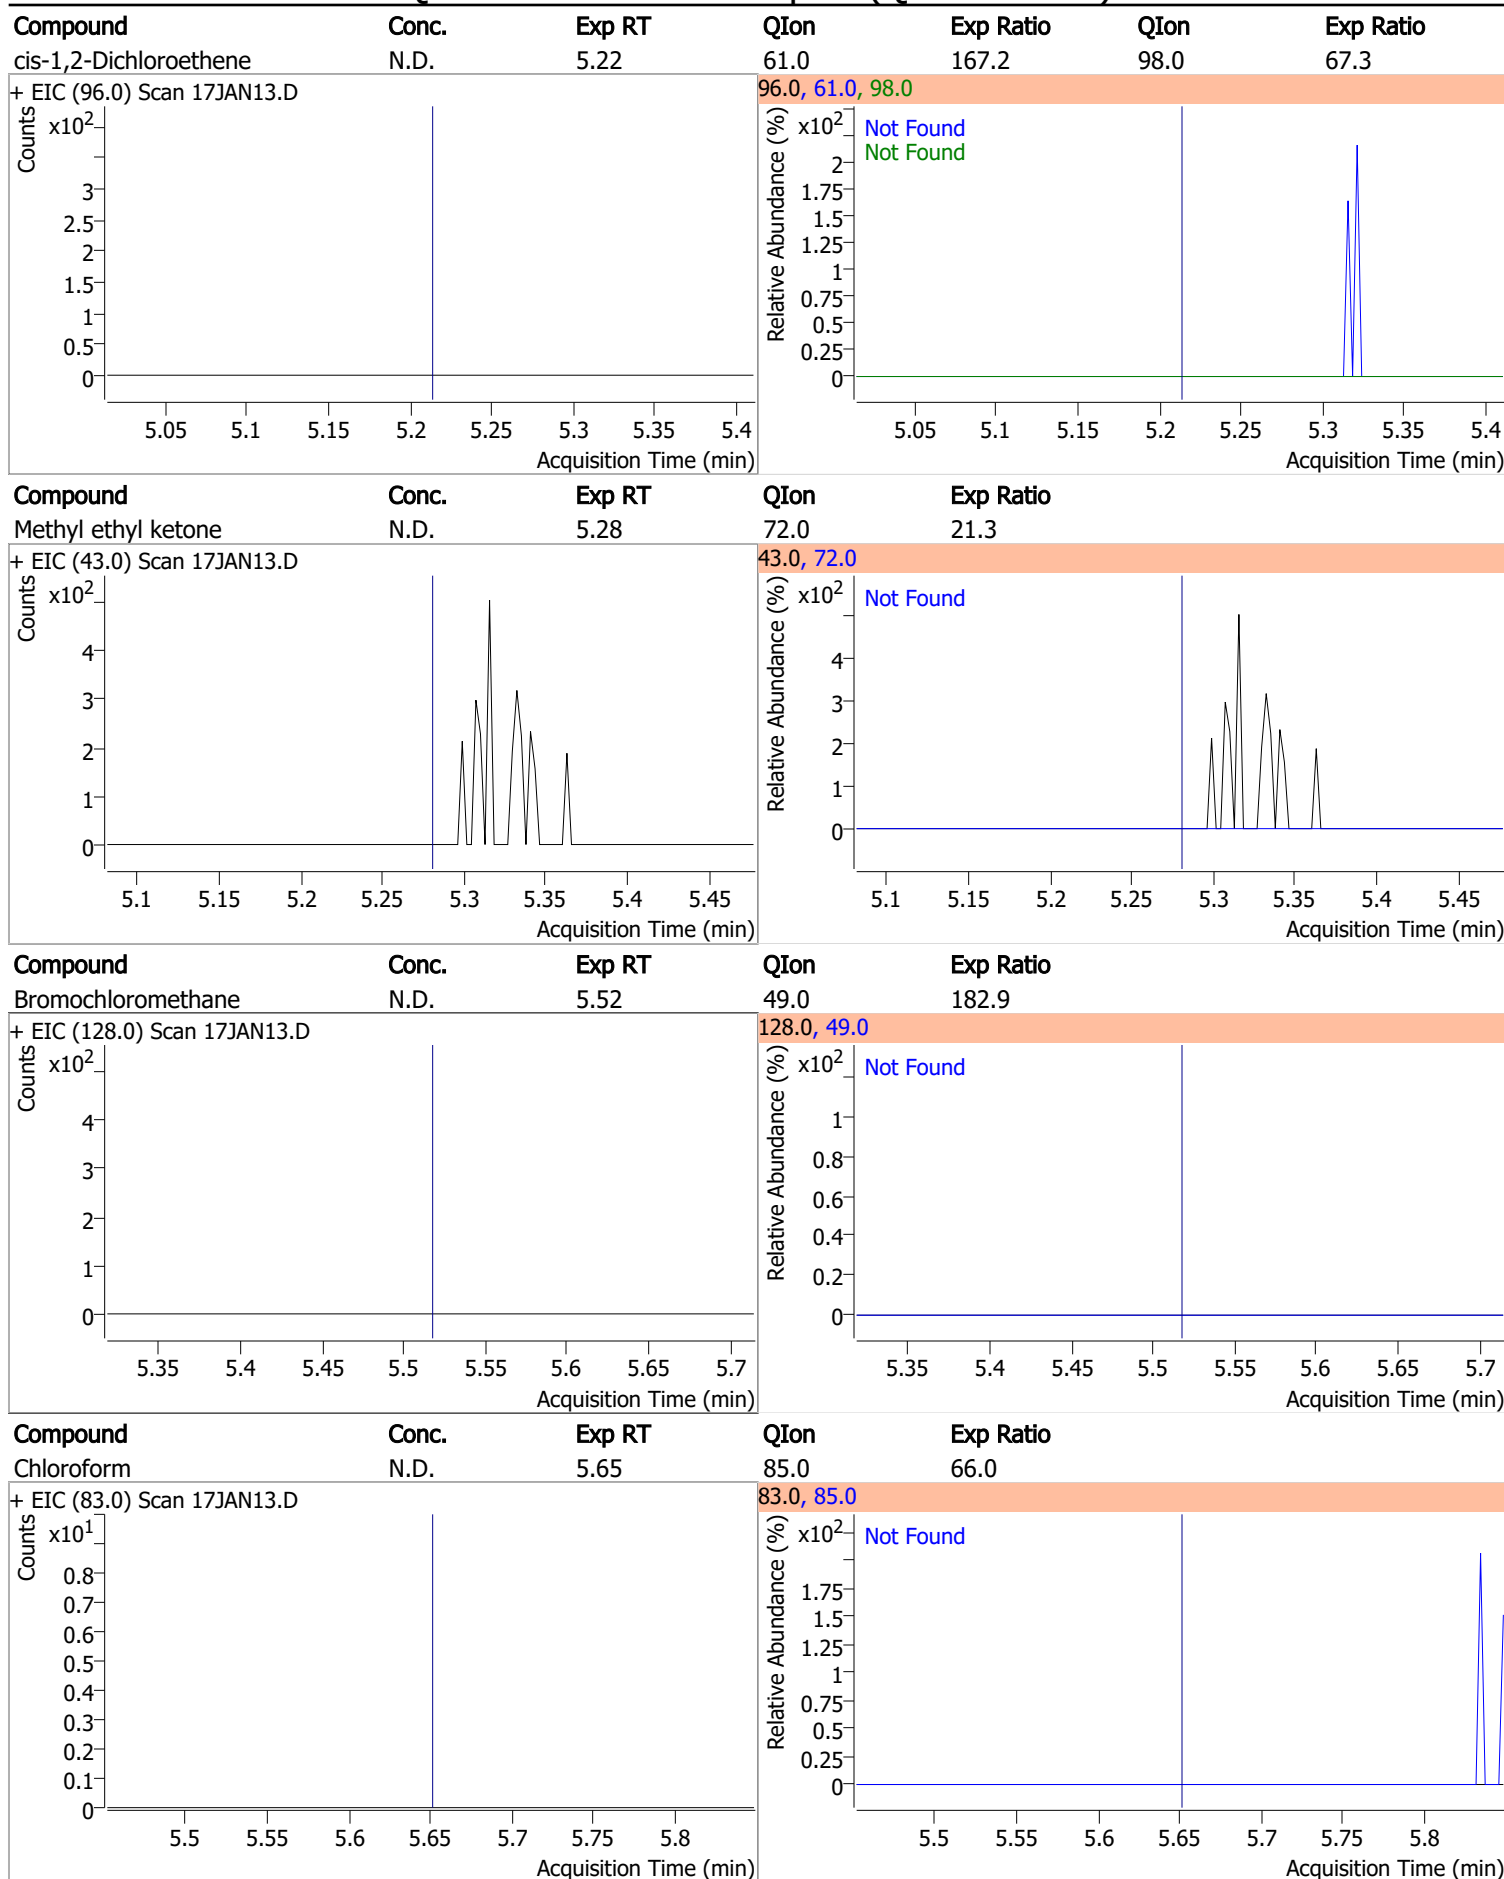 Compound Conc. Exp RT QIon Exp Ratio QIon Exp Ratio
cis-1,2-Dichloroethene N.D. 5.22 61.0 167.2 98.0 67.3
+ EIC (96.0) Scan 17JAN13.D
Counts
x10²
3
2.5
2
1.5
1
0.5
0
5.05 5.1 5.15 5.2 5.25 5.3 5.35 5.4
Acquisition Time (min)
96.0, 61.0, 98.0
Relative Abundance (%)
x10²
Not Found
Not Found
2
1.75
1.5
1.25
1
0.75
0.5
0.25
0
5.05 5.1 5.15 5.2 5.25 5.3 5.35 5.4
Acquisition Time (min)
Compound Conc. Exp RT QIon Exp Ratio
Methyl ethyl ketone N.D. 5.28 72.0 21.3
+ EIC (43.0) Scan 17JAN13.D
Counts
x10²
4
3
2
1
0
5.1 5.15 5.2 5.25 5.3 5.35 5.4 5.45
Acquisition Time (min)
43.0, 72.0
Relative Abundance (%)
x10²
Not Found
4
3
2
1
0
5.1 5.15 5.2 5.25 5.3 5.35 5.4 5.45
Acquisition Time (min)
Compound Conc. Exp RT QIon Exp Ratio
Bromochloromethane N.D. 5.52 49.0 182.9
+ EIC (128.0) Scan 17JAN13.D
Counts
x10²
4
3
2
1
0
5.35 5.4 5.45 5.5 5.55 5.6 5.65 5.7
Acquisition Time (min)
128.0, 49.0
Relative Abundance (%)
x10²
Not Found
1
0.8
0.6
0.4
0.2
0
5.35 5.4 5.45 5.5 5.55 5.6 5.65 5.7
Acquisition Time (min)
Compound Conc. Exp RT QIon Exp Ratio
Chloroform N.D. 5.65 85.0 66.0
+ EIC (83.0) Scan 17JAN13.D
Counts
x10¹
0.8
0.7
0.6
0.5
0.4
0.3
0.2
0.1
0
5.5 5.55 5.6 5.65 5.7 5.75 5.8
Acquisition Time (min)
83.0, 85.0
Relative Abundance (%)
x10²
Not Found
1.75
1.5
1.25
1
0.75
0.5
0.25
0
5.5 5.55 5.6 5.65 5.7 5.75 5.8
Acquisition Time (min)